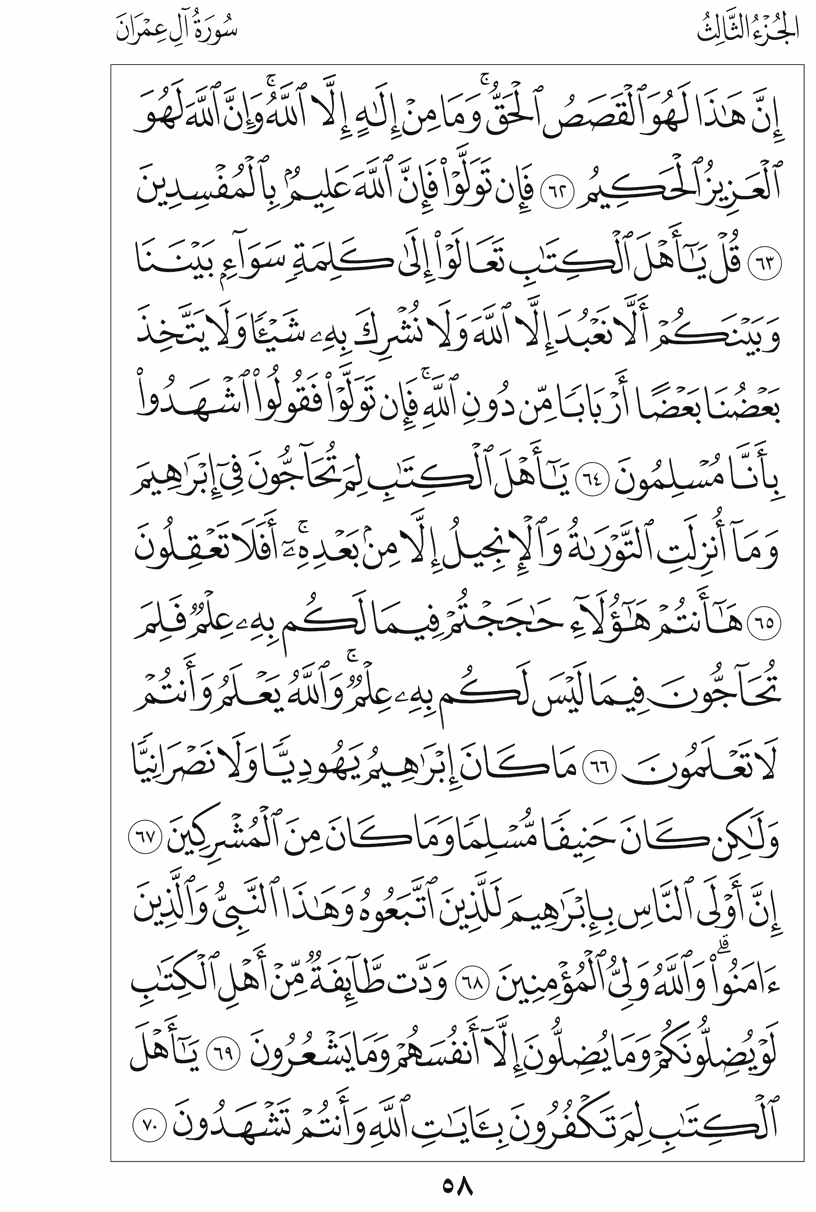 الجُزْءُ الثَّالِثُ
سُورَةُ آلِ عِمْرَانَ
إِنَّ هَٰذَا لَهُوَ ٱلْقَصَصُ ٱلْحَقُّۚ وَمَا مِنْ إِلَٰهٍ إِلَّا ٱللَّهُۚ وَإِنَّ ٱللَّهَ لَهُوَ
ٱلْعَزِيزُ ٱلْحَكِيمُ ٦٢ فَإِن تَوَلَّوْا۟ فَإِنَّ ٱللَّهَ عَلِيمٌۢ بِٱلْمُفْسِدِينَ
٦٣ قُلْ يَٰٓأَهْلَ ٱلْكِتَٰبِ تَعَالَوْا۟ إِلَىٰ كَلِمَةٍ سَوَآءٍۭ بَيْنَنَا
وَبَيْنَكُمْ أَلَّا نَعْبُدَ إِلَّا ٱللَّهَ وَلَا نُشْرِكَ بِهِۦ شَيْـًٔا وَلَا يَتَّخِذَ
بَعْضُنَا بَعْضًا أَرْبَابًا مِّن دُونِ ٱللَّهِۚ فَإِن تَوَلَّوْا۟ فَقُولُوا۟ ٱشْهَدُوا۟
بِأَنَّا مُسْلِمُونَ ٦٤ يَٰٓأَهْلَ ٱلْكِتَٰبِ لِمَ تُحَآجُّونَ فِىٓ إِبْرَٰهِيمَ
وَمَآ أُنزِلَتِ ٱلتَّوْرَىٰةُ وَٱلْإِنجِيلُ إِلَّا مِنۢ بَعْدِهِۦٓۚ أَفَلَا تَعْقِلُونَ
٦٥ هَٰٓأَنتُمْ هَٰٓؤُلَآءِ حَٰجَجْتُمْ فِيمَا لَكُم بِهِۦ عِلْمٌ فَلِمَ
تُحَآجُّونَ فِيمَا لَيْسَ لَكُم بِهِۦ عِلْمٌۚ وَٱللَّهُ يَعْلَمُ وَأَنتُمْ
لَا تَعْلَمُونَ ٦٦ مَا كَانَ إِبْرَٰهِيمُ يَهُودِيًّا وَلَا نَصْرَانِيًّا
وَلَٰكِن كَانَ حَنِيفًا مُّسْلِمًا وَمَا كَانَ مِنَ ٱلْمُشْرِكِينَ ٦٧
إِنَّ أَوْلَى ٱلنَّاسِ بِإِبْرَٰهِيمَ لَلَّذِينَ ٱتَّبَعُوهُ وَهَٰذَا ٱلنَّبِىُّ وَٱلَّذِينَ
ءَامَنُوا۟ۗ وَٱللَّهُ وَلِىُّ ٱلْمُؤْمِنِينَ ٦٨ وَدَّت طَّآئِفَةٌ مِّنْ أَهْلِ ٱلْكِتَٰبِ
لَوْ يُضِلُّونَكُمْ وَمَا يُضِلُّونَ إِلَّآ أَنفُسَهُمْ وَمَا يَشْعُرُونَ ٦٩ يَٰٓأَهْلَ
ٱلْكِتَٰبِ لِمَ تَكْفُرُونَ بِـَٔايَٰتِ ٱللَّهِ وَأَنتُمْ تَشْهَدُونَ ٧٠
٥٨